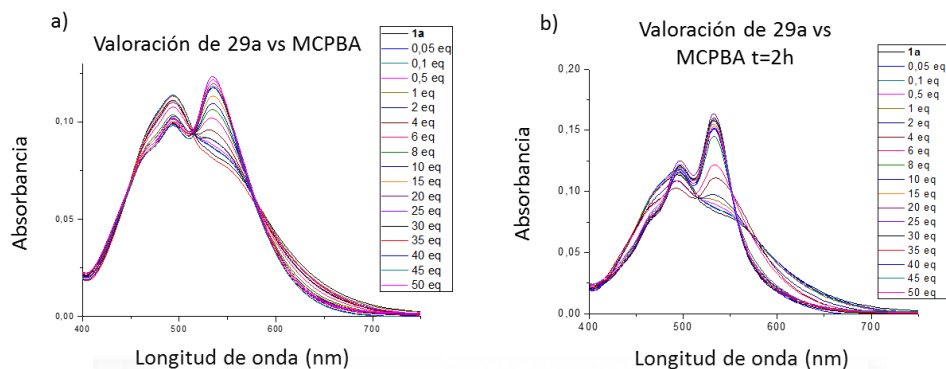 a)
Valoración de 29a vs MCPBA
1a
0,05 eq
0,1 eq
0,5 eq
1 eq
2 eq
4 eq
6 eq
8 eq
10 eq
15 eq
20 eq
25 eq
30 eq
35 eq
40 eq
45 eq
50 eq
0,10
0,05
0,00
Absorbancia
400
500
600
700
Longitud de onda (nm)
b)
Valoración de 29a vs
MCPBA t=2h
1a
0,05 eq
0,1 eq
0,5 eq
1 eq
2 eq
4 eq
6 eq
8 eq
10 eq
15 eq
20 eq
25 eq
30 eq
35 eq
40 eq
45 eq
50 eq
0,20
0,15
0,10
0,05
0,00
Absorbancia
400
500
600
700
Longitud de onda (nm)